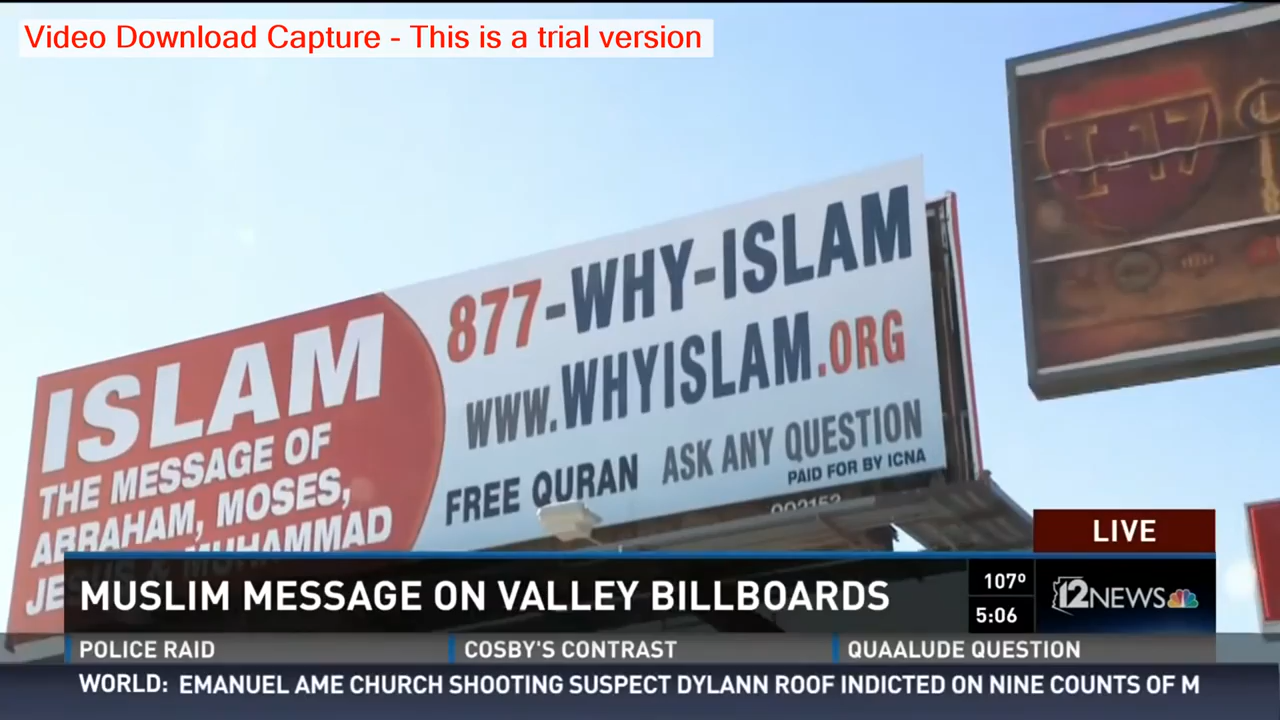 Video Download Capture - This is a trial version
I-17
ISLAM
THE MESSAGE OF
ABRAHAM, MOSES,
JESUS & MUHAMMAD
877-WHY-ISLAM
WWW.WHYISLAM.ORG
FREE QURAN ASK ANY QUESTION
PAID FOR BY ICNA
LIVE
MUSLIM MESSAGE ON VALLEY BILLBOARDS
107º
5:06
12NEWS
POLICE RAID
COSBY'S CONTRAST
QUAALUDE QUESTION
WORLD: EMANUEL AME CHURCH SHOOTING SUSPECT DYLANN ROOF INDICTED ON NINE COUNTS OF M